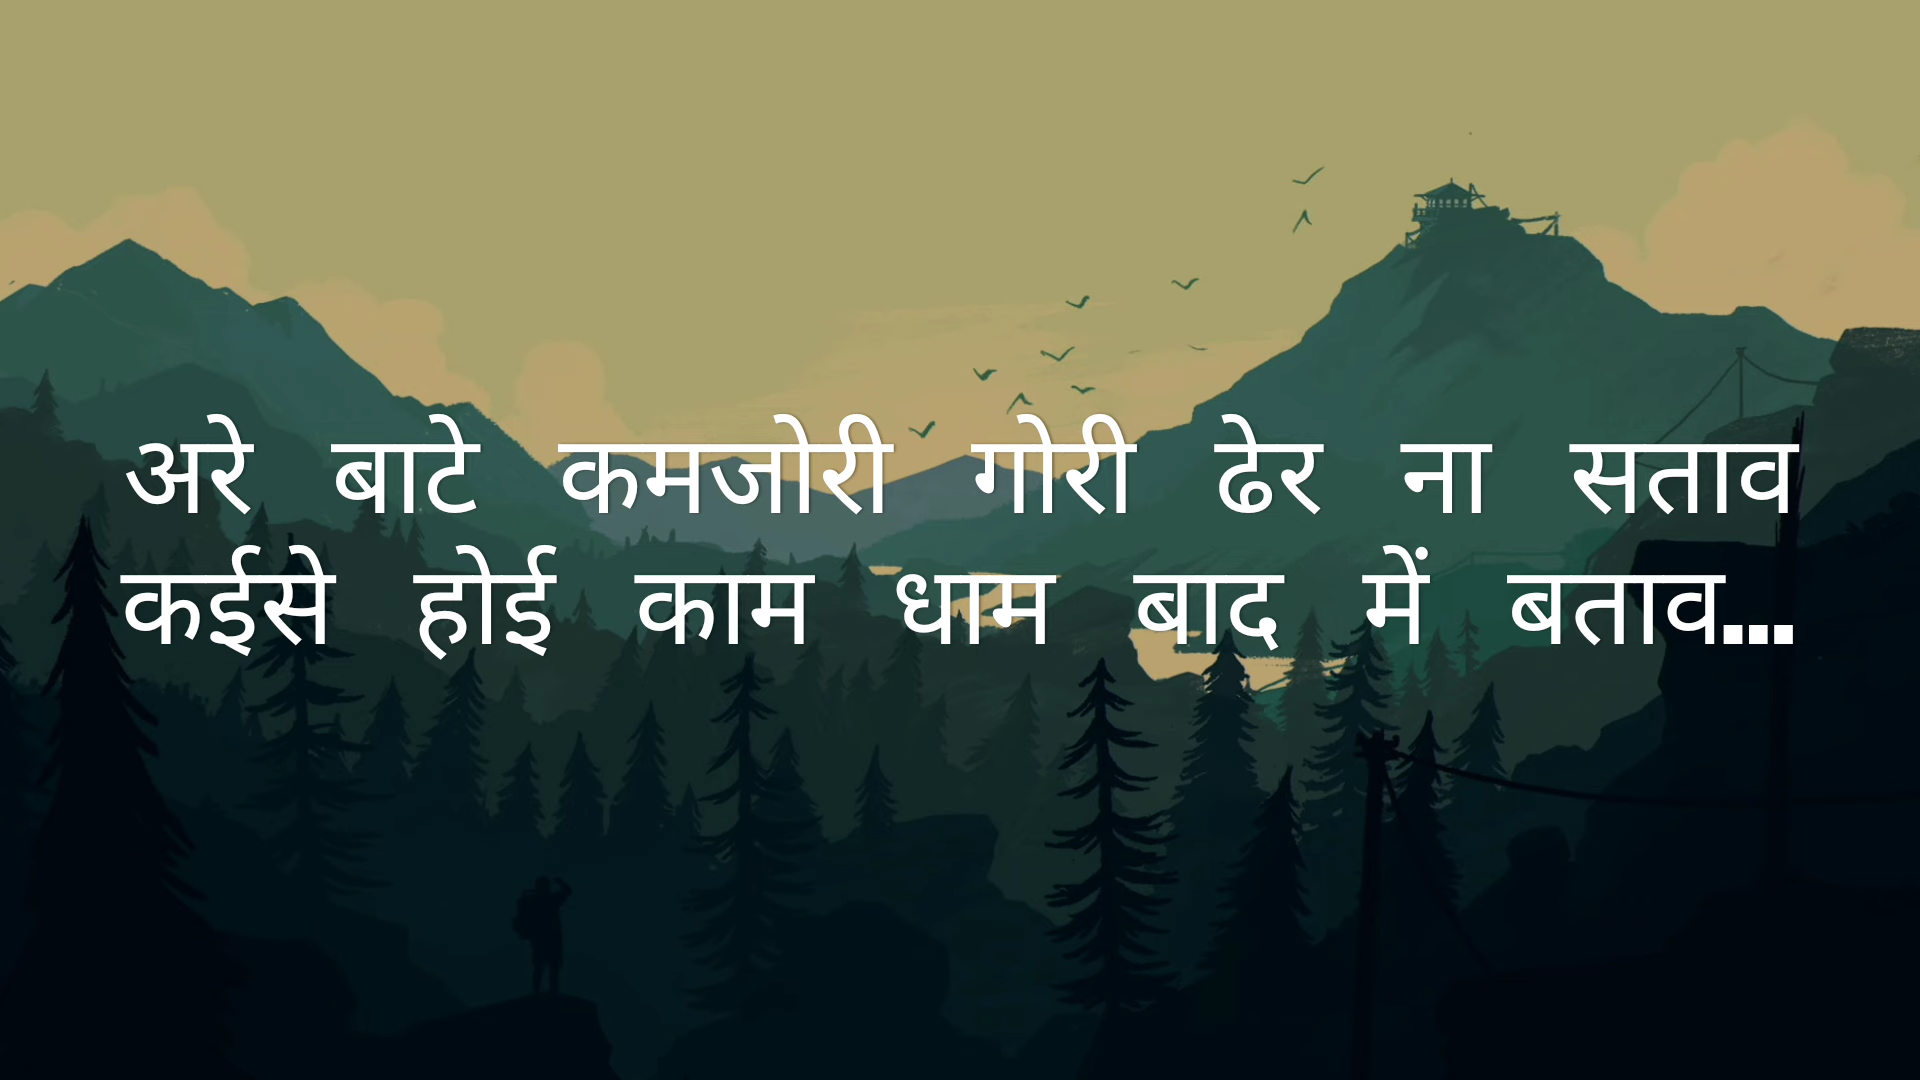 अरे बाटे कमजोरी गोरी ढेर ना सताव
कईसे होई काम धाम बाद में बताव...